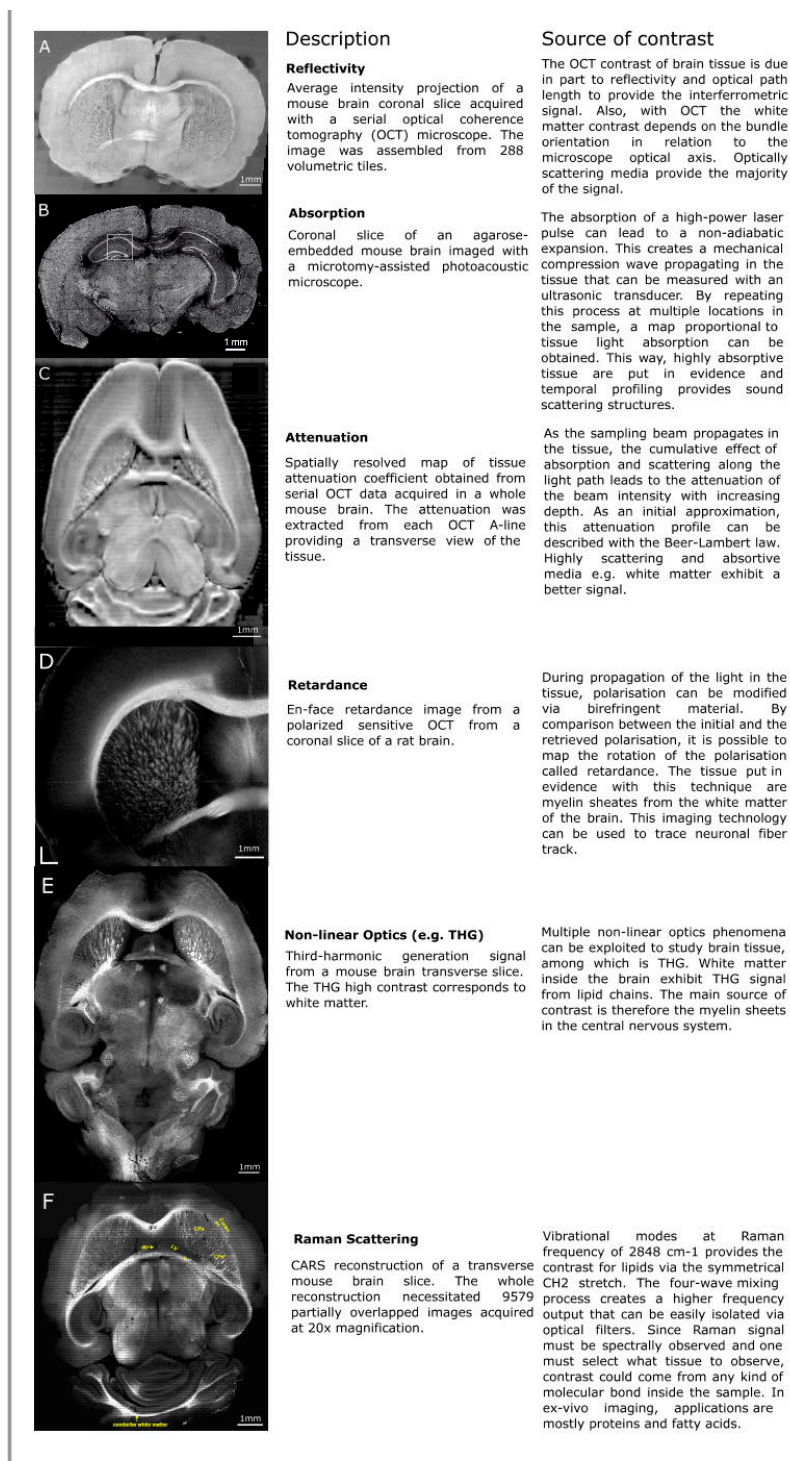 Description
Source of contrast
A
1mm
Reflectivity
Average intensity projection of a
mouse brain coronal slice acquired
with a serial optical coherence
tomography (OCT) microscope. The
image was assembled from 288
volumetric tiles.
The OCT contrast of brain tissue is due
in part to reflectivity and optical path
length to provide the interferrometric
signal. Also, with OCT the white
matter contrast depends on the bundle
orientation in relation to the
microscope optical axis. Optically
scattering media provide the majority
of the signal.
B
1 mm
Absorption
Coronal slice of an agarose-
embedded mouse brain imaged with
a microtomy-assisted photoacoustic
microscope.
The absorption of a high-power laser
pulse can lead to a non-adiabatic
expansion. This creates a mechanical
compression wave propagating in the
tissue that can be measured with an
ultrasonic transducer. By repeating
this process at multiple locations in
the sample, a map proportional to
tissue light absorption can be
obtained. This way, highly absorptive
tissue are put in evidence and
temporal profiling provides sound
scattering structures.
C
1mm
Attenuation
Spatially resolved map of tissue
attenuation coefficient obtained from
serial OCT data acquired in a whole
mouse brain. The attenuation was
extracted from each OCT A-line
providing a transverse view of the
tissue.
As the sampling beam propagates in
the tissue, the cumulative effect of
absorption and scattering along the
light path leads to the attenuation of
the beam intensity with increasing
depth. As an initial approximation,
this attenuation profile can be
described with the Beer-Lambert law.
Highly scattering and absortive
media e.g. white matter exhibit a
better signal.
D
1mm
Retardance
En-face retardance image from a
polarized sensitive OCT from a
coronal slice of a rat brain.
During propagation of the light in the
tissue, polarisation can be modified
via birefringent material. By
comparison between the initial and the
retrieved polarisation, it is possible to
map the rotation of the polarisation
called retardance. The tissue put in
evidence with this technique are
myelin sheates from the white matter
of the brain. This imaging technology
can be used to trace neuronal fiber
track.
E
1mm
Non-linear Optics (e.g. THG)
Third-harmonic generation signal
from a mouse brain transverse slice.
The THG high contrast corresponds to
white matter.
Multiple non-linear optics phenomena
can be exploited to study brain tissue,
among which is THG. White matter
inside the brain exhibit THG signal
from lipid chains. The main source of
contrast is therefore the myelin sheets
in the central nervous system.
F
cerebellar white matter
1mm
Raman Scattering
CARS reconstruction of a transverse
mouse brain slice. The whole
reconstruction necessitated 9579
partially overlapped images acquired
at 20x magnification.
Vibrational modes at Raman
frequency of 2848 cm-1 provides the
contrast for lipids via the symmetrical
CH2 stretch. The four-wave mixing
process creates a higher frequency
output that can be easily isolated via
optical filters. Since Raman signal
must be spectrally observed and one
must select what tissue to observe,
contrast could come from any kind of
molecular bond inside the sample. In
ex-vivo imaging, applications are
mostly proteins and fatty acids.